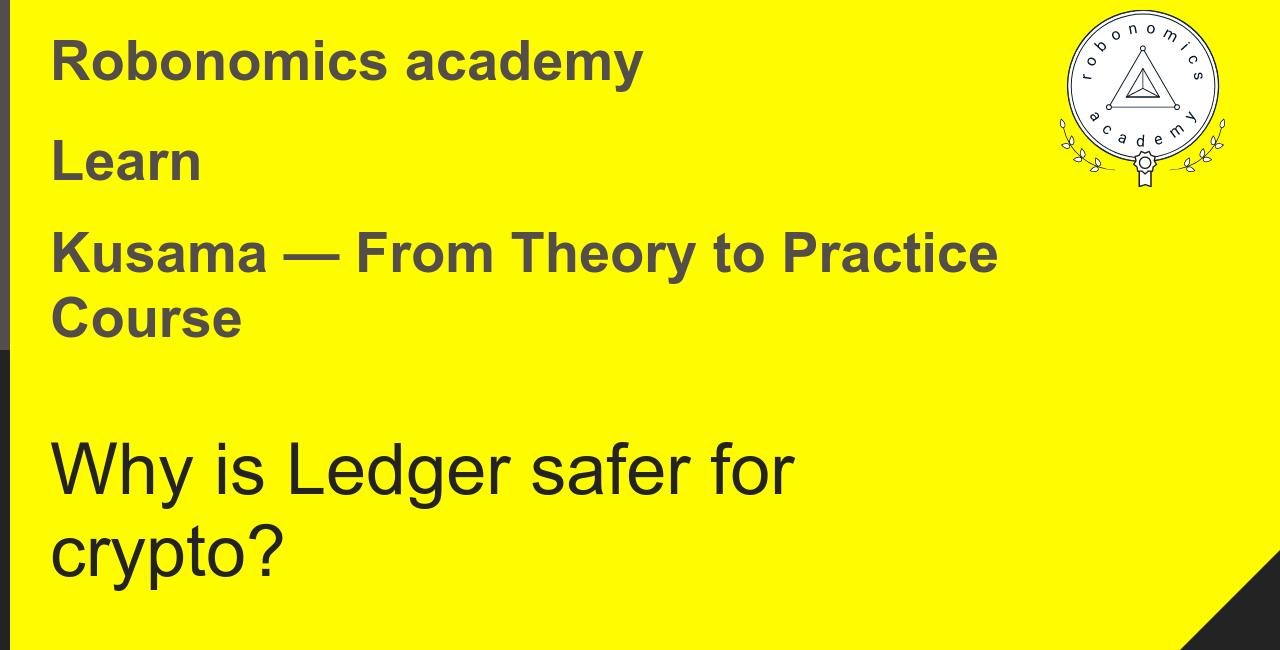 Robonomics academy
Learn
Kusama — From Theory to Practice
Course
Why is Ledger safer for
crypto?
robonomics
academy